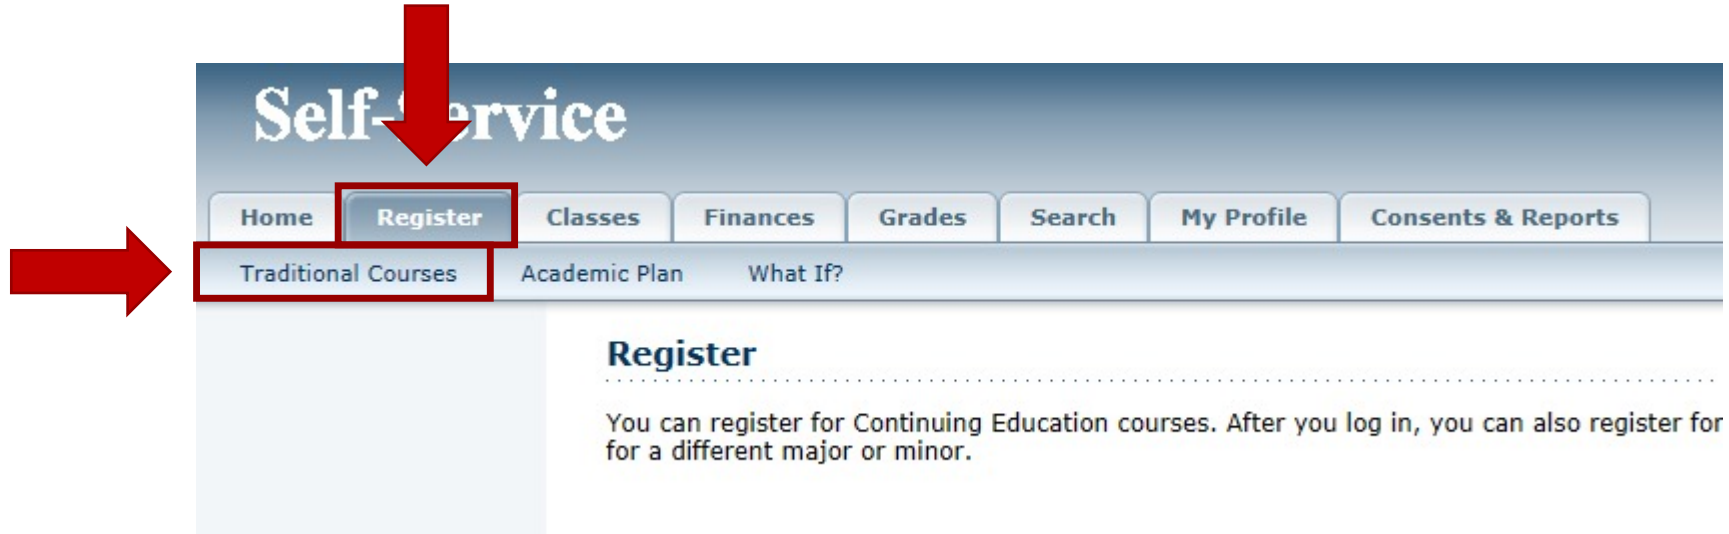 Self-Service
Home Register Classes Finances Grades Search My Profile Consents & Reports
Traditional Courses Academic Plan What If?
Register
You can register for Continuing Education courses. After you log in, you can also register for
for a different major or minor.